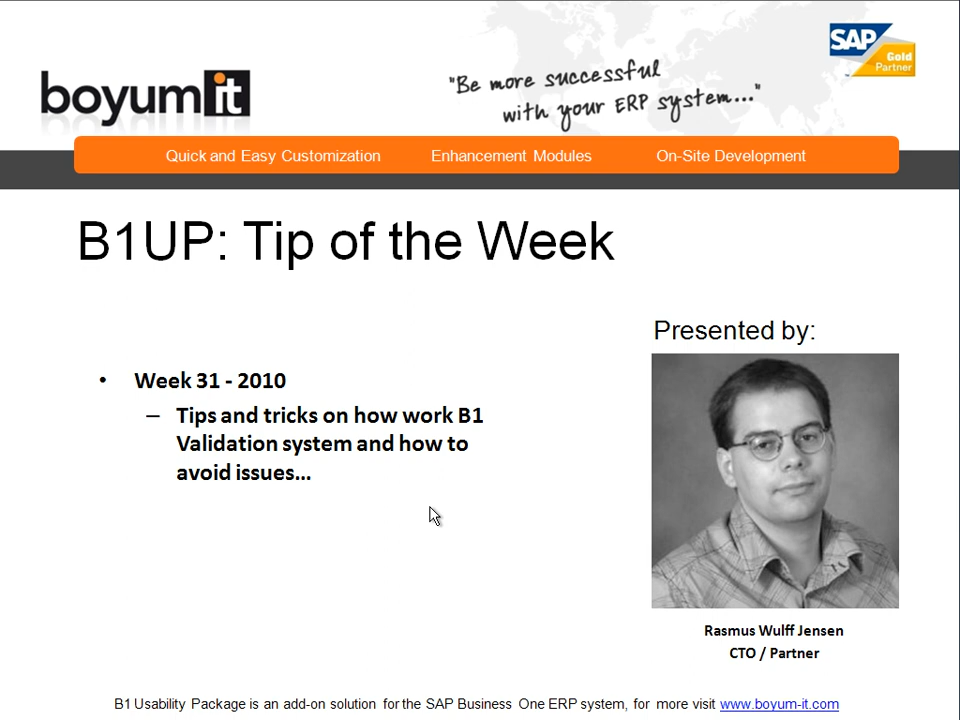 SAP
Gold
Partner
boyum it
"Be more successful
with your ERP system..."
Quick and Easy Customization Enhancement Modules On-Site Development
B1UP: Tip of the Week
Presented by:
• Week 31 - 2010
– Tips and tricks on how work B1
Validation system and how to
avoid issues...
Rasmus Wulff Jensen
CTO / Partner
B1 Usability Package is an add-on solution for the SAP Business One ERP system, for more visit www.boyum-it.com